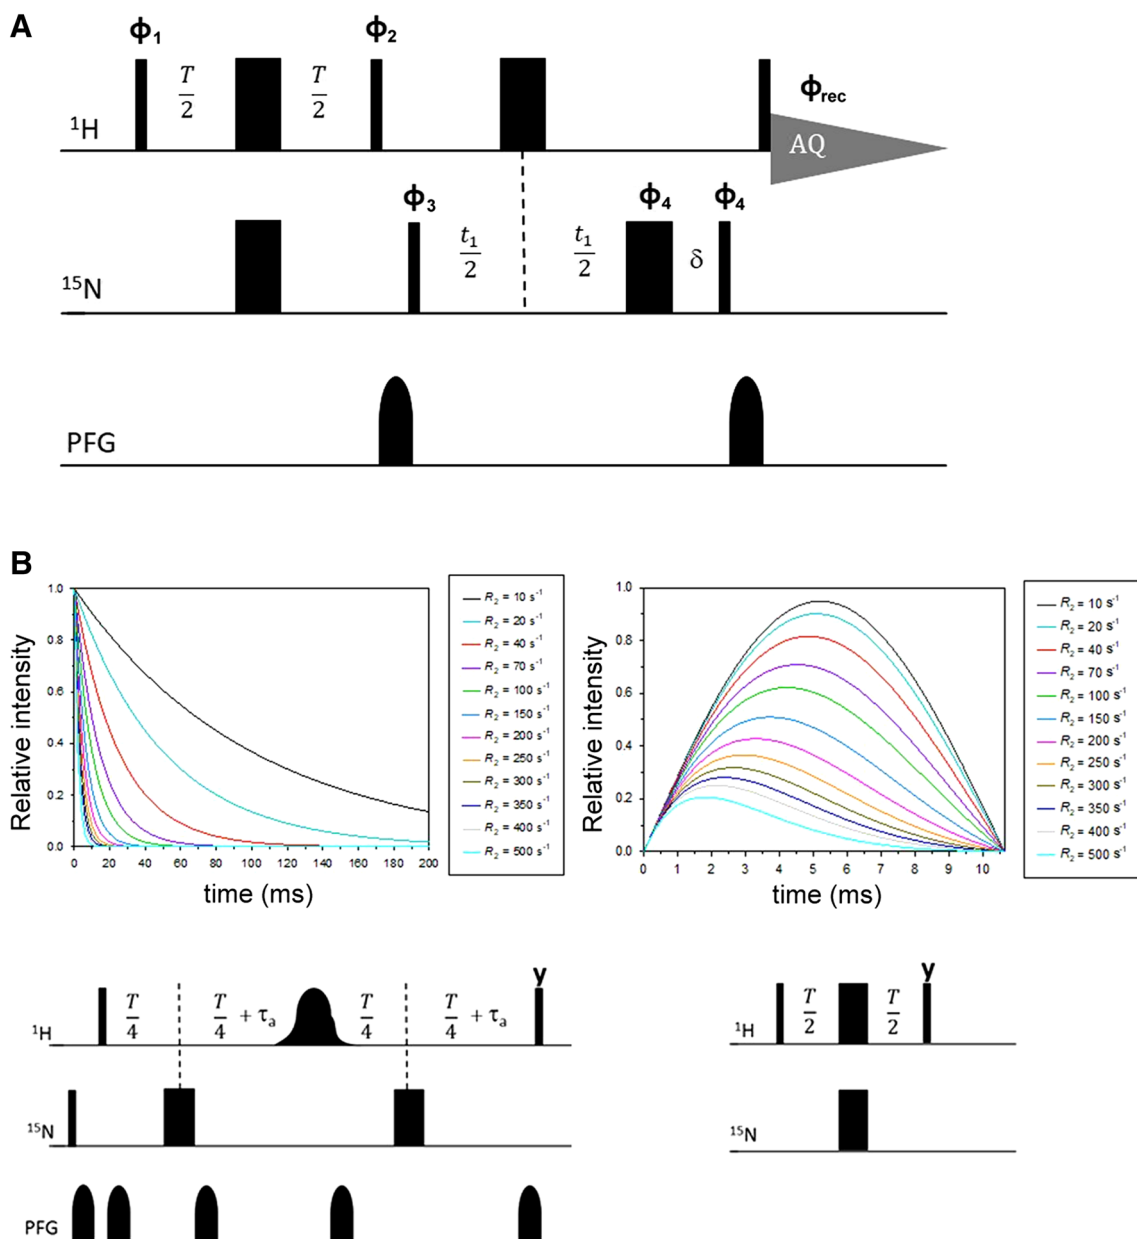 A
ϕ1 ϕ2
T/2 T/2
ϕrec
1H AQ
ϕ3 ϕ4 ϕ4
t1/2 t1/2 δ
15N
PFG
B
Relative intensity
1.0
0.8
0.6
0.4
0.2
0.0
0 20 40 60 80 100 120 140 160 180 200
time (ms)
R2 = 10 s-1
R2 = 20 s-1
R2 = 40 s-1
R2 = 70 s-1
R2 = 100 s-1
R2 = 150 s-1
R2 = 200 s-1
R2 = 250 s-1
R2 = 300 s-1
R2 = 350 s-1
R2 = 400 s-1
R2 = 500 s-1
Relative intensity
1.0
0.8
0.6
0.4
0.2
0.0
0 1 2 3 4 5 6 7 8 9 10
time (ms)
R2 = 10 s-1
R2 = 20 s-1
R2 = 40 s-1
R2 = 70 s-1
R2 = 100 s-1
R2 = 150 s-1
R2 = 200 s-1
R2 = 250 s-1
R2 = 300 s-1
R2 = 350 s-1
R2 = 400 s-1
R2 = 500 s-1
y
T/4 T/4 + τa T/4 T/4 + τa
1H
15N
PFG
y
T/2 T/2
1H
15N